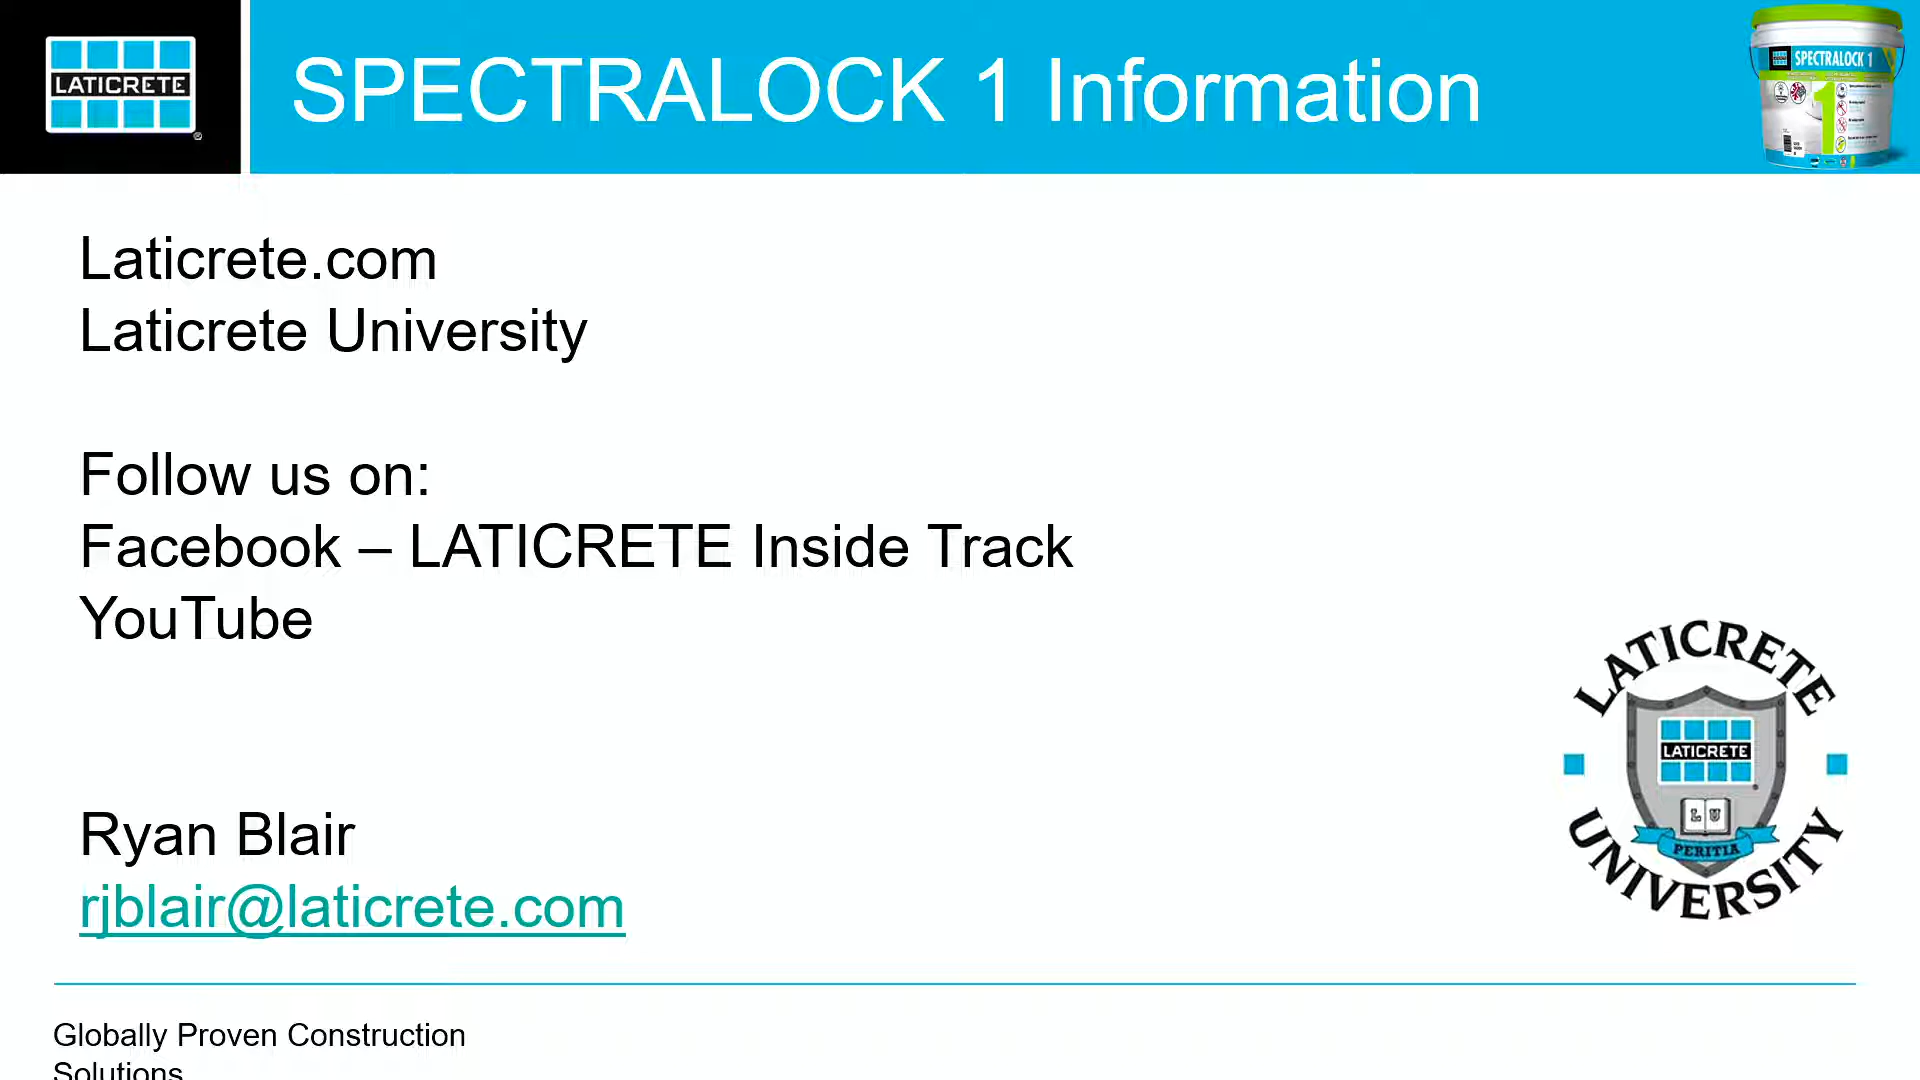 LATICRETE
®
SPECTRALOCK 1 Information
SPECTRALOCK 1
1
Laticrete.com
Laticrete University
Follow us on:
Facebook – LATICRETE Inside Track
YouTube
Ryan Blair
rjblair@laticrete.com
LATICRETE
LATICRETE
L U
PERITIA
UNIVERSITY
Globally Proven Construction
Solutions